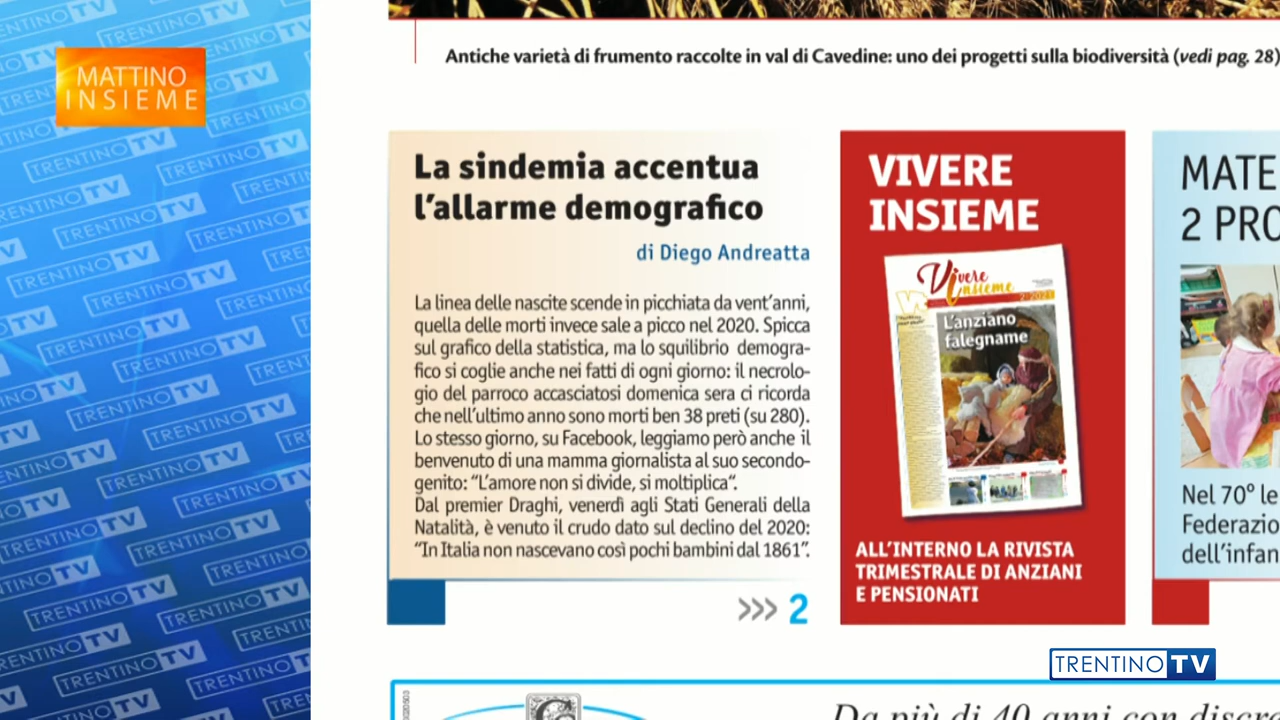 MATTINO
INSIEME
Antiche varietà di frumento raccolte in val di Cavedine: uno dei progetti sulla biodiversità (vedi pag. 28)
La sindemia accentua
l'allarme demografico
di Diego Andreatta
La linea delle nascite scende in picchiata da vent'anni,
quella delle morti invece sale a picco nel 2020. Spicca
sul grafico della statistica, ma lo squilibrio demogra-
fico si coglie anche nei fatti di ogni giorno: il necrolo-
gio del parroco accasciatosi domenica sera ci ricorda
che nell'ultimo anno sono morti ben 38 preti (su 280).
Lo stesso giorno, su Facebook, leggiamo però anche il
benvenuto di una mamma giornalista al suo secondo-
genito: "L'amore non si divide, si moltiplica".
Dal premier Draghi, venerdì agli Stati Generali della
Natalità, è venuto il crudo dato sul declino del 2020:
"In Italia non nascevano così pochi bambini dal 1861".
>>> 2
VIVERE
INSIEME
Vivere
insieme
2 2021
L'anziano
falegname
ALL'INTERNO LA RIVISTA
TRIMESTRALE DI ANZIANI
E PENSIONATI
MATE
2 PRO
Nel 70° le
Federazio
dell'infan
TRENTINO TV
Da più di 40 anni con discre